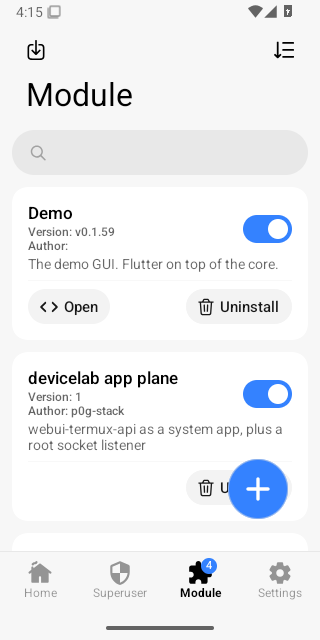 4:15
Module
Demo
Version: v0.1.59
Author:
The demo GUI. Flutter on top of the core.
Open
Uninstall
devicelab app plane
Version: 1
Author: p0g-stack
webui-termux-api as a system app, plus a
root socket listener
U
4
Home
Superuser
Module
Settings